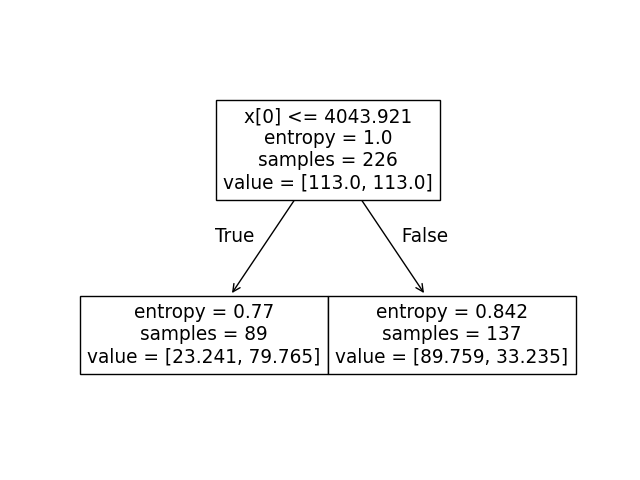 x[0] <= 4043.921
entropy = 1.0
samples = 226
value = [113.0, 113.0]
True
False
entropy = 0.77
samples = 89
value = [23.241, 79.765]
entropy = 0.842
samples = 137
value = [89.759, 33.235]